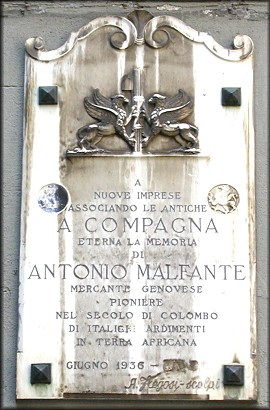 A
NUOVE IMPRESE
ASSOCIANDO LE ANTICHE
A COMPAGNA
ETERNA LA MEMORIA
DI
ANTONIO MALFANTE
MERCANTE GENOVESE
PIONIERE
NEL SECOLO DI COLOMBO
DI ITALICI ARDIMENTI
IN TERRA AFRICANA
GIUGNO 1936 -